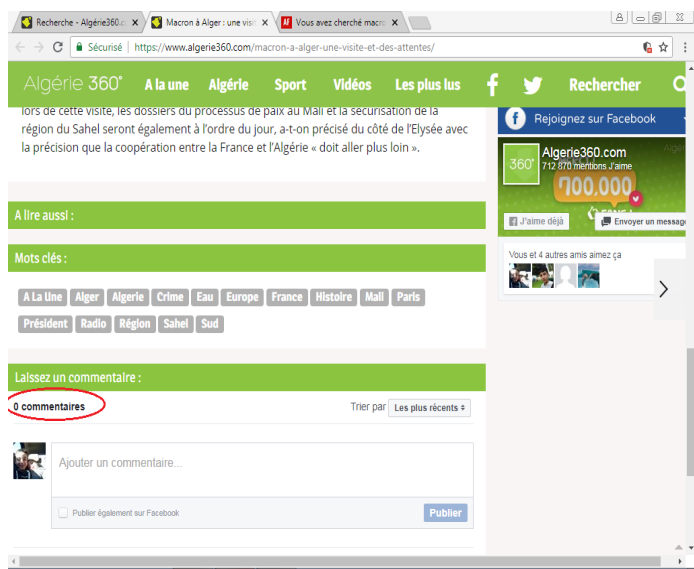 Recherche - Algérie360.c
Macron à Alger : une visi
Vous avez cherché macro
Sécurisé
https://www.algerie360.com/macron-a-alger-une-visite-et-des-attentes/
Algérie 360° A la une Algérie Sport Vidéos Les plus lus Rechercher
lors de cette visite, les dossiers du processus de paix au Mali et la sécurisation de la
région du Sahel seront également à l'ordre du jour, a-t-on précisé du côté de l'Elysée avec
la précision que la coopération entre la France et l'Algérie « doit aller plus loin ».
A lire aussi :
Mots clés :
A La Une Alger Algerie Crime Eau Europe France Histoire Mali Paris
Président Radio Région Sahel Sud
Laissez un commentaire :
0 commentaires
Trier par Les plus récents
Ajouter un commentaire...
Publier également sur Facebook
Publier
Rejoignez sur Facebook
360°
Algerie360.com
712 870 mentions J'aime
700.000
J'aime déjà
Envoyer un message
Vous et 4 autres amis aimez ça